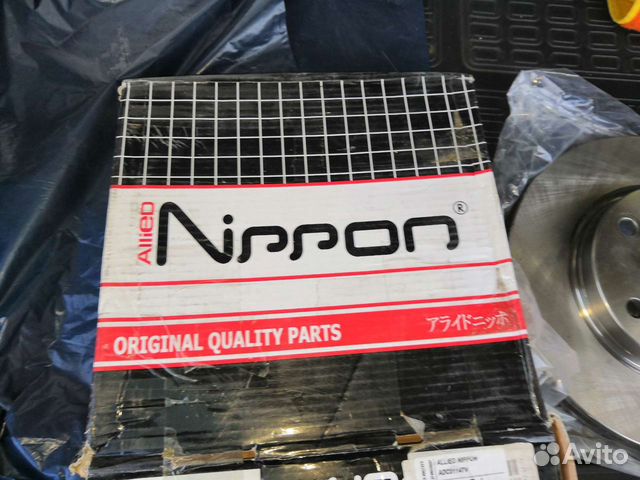 AlliED
Nippon®
ORIGINAL QUALITY PARTS
アライドニッポ
ALLIED NIPPON
Avito